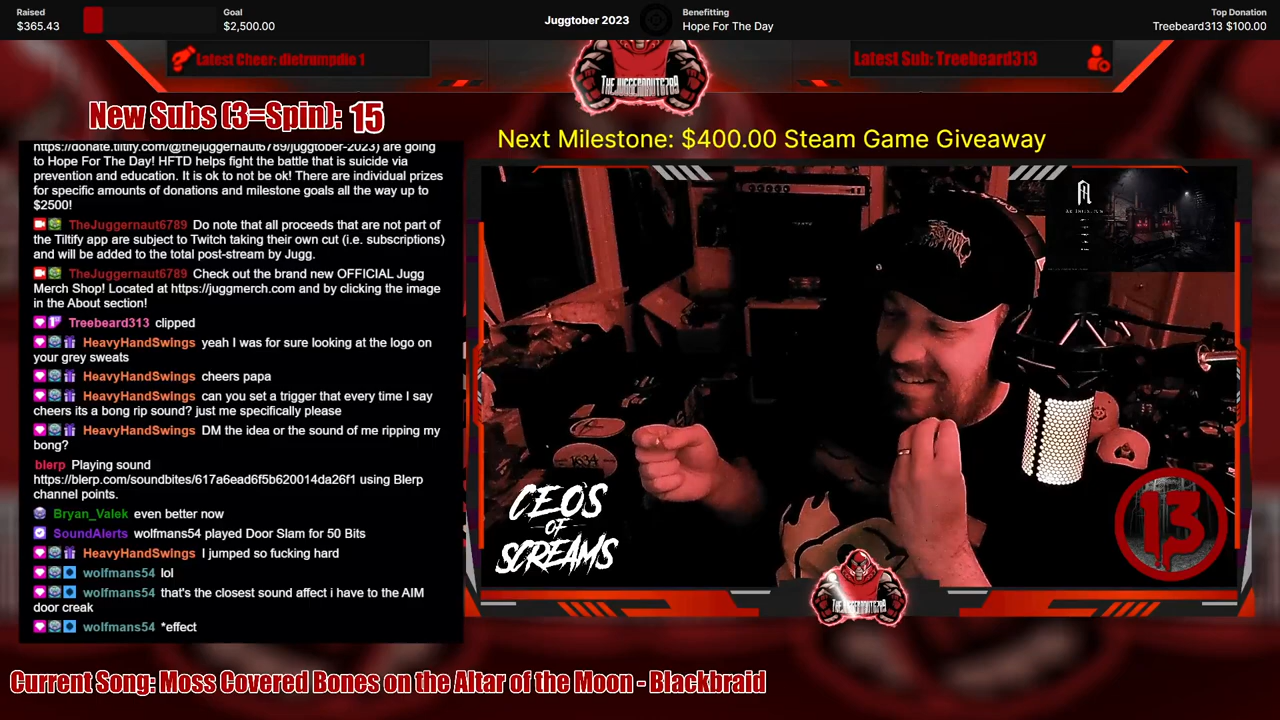 Raised
$365.43
Goal
$2,500.00
Juggtober 2023
Benefitting
Hope For The Day
Top Donation
Treebeard313 $100.00
Latest Cheer: dietrumpdie 1
THEJUGGERNAUT6789
Latest Sub: Treebeard313
New Subs (3=Spin): 15
Next Milestone: $400.00 Steam Game Giveaway
https://donate.tiltify.com/@thejuggernaut6789/juggtober-2023) are going
to Hope For The Day! HFTD helps fight the battle that is suicide via
prevention and education. It is ok to not be ok! There are individual prizes
for specific amounts of donations and milestone goals all the way up to
$2500!
TheJuggernaut6789 Do note that all proceeds that are not part of
the Tiltify app are subject to Twitch taking their own cut (i.e. subscriptions)
and will be added to the total post-stream by Jugg.
TheJuggernaut6789 Check out the brand new OFFICIAL Jugg
Merch Shop! Located at https://juggmerch.com and by clicking the image
in the About section!
Treebeard313 clipped
HeavyHandSwings yeah I was for sure looking at the logo on
your grey sweats
HeavyHandSwings cheers papa
HeavyHandSwings can you set a trigger that every time I say
cheers its a bong rip sound? just me specifically please
HeavyHandSwings DM the idea or the sound of me ripping my
bong?
blerp Playing sound
https://blerp.com/soundbites/617a6ead6f5b620014da26f1 using Blerp
channel points.
Bryan_Valek even better now
SoundAlerts wolfmans54 played Door Slam for 50 Bits
HeavyHandSwings I jumped so fucking hard
wolfmans54 lol
wolfmans54 that's the closest sound affect i have to the AIM
door creak
wolfmans54 *effect
1634
CEO'S
OF
SCREAMS
13
THEJUGGERNAUT6789
Current Song: Moss Covered Bones on the Altar of the Moon - Blackbraid